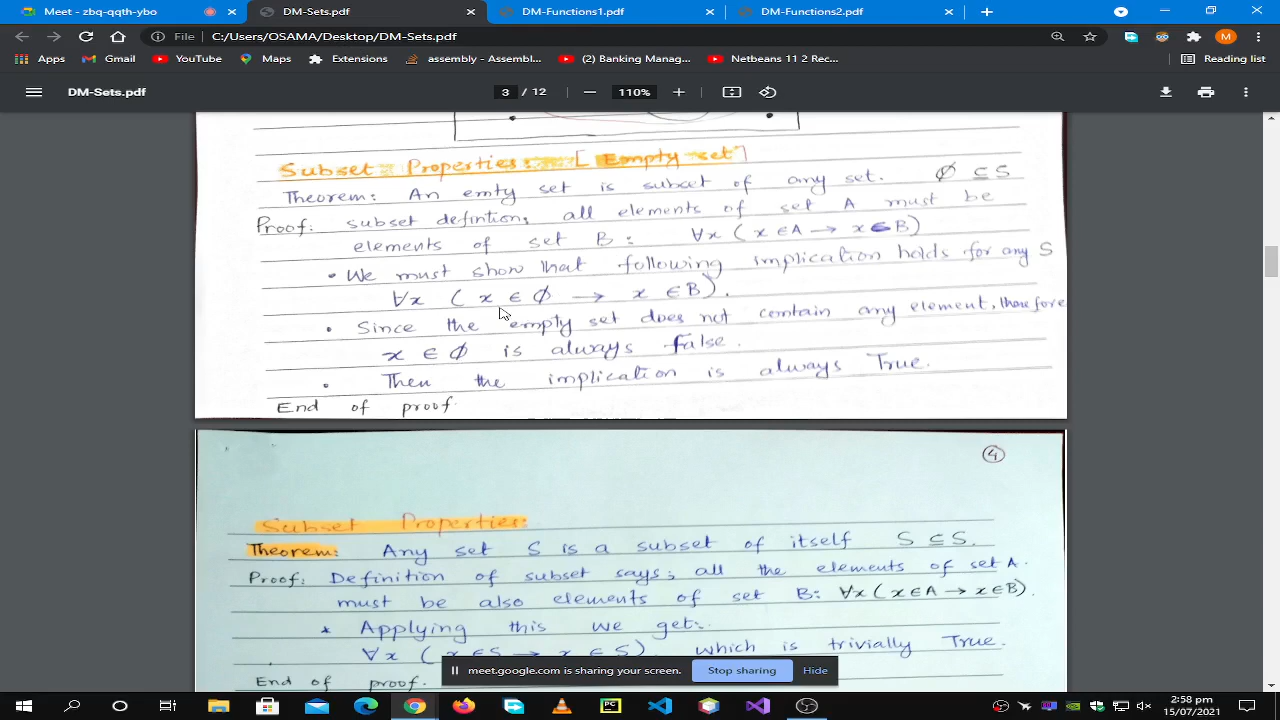 Meet - zbq-qqth-ybo
DM-Sets.pdf
DM-Functions1.pdf
DM-Functions2.pdf
File
C:/Users/OSAMA/Desktop/DM-Sets.pdf
M
Apps
Gmail
YouTube
Maps
Extensions
assembly - Assembl...
(2) Banking Manag...
Netbeans 11 2 Rec...
Reading list
DM-Sets.pdf
3 / 12
110%
Subset Properties: [Empty set]
Theorem: An emty set is subset of any set. ∅ ⊆ S
Proof: subset defintion, all elements of set A must be
elements of set B: ∀x (x ∈ A → x ∈ B)
• We must show that following implication holds for any S
∀x (x ∈ ∅ → x ∈ B).
• Since the empty set does not contain any element, therefore
x ∈ ∅ is always false.
• Then the implication is always True.
End of proof.
4
Subset Properties:
Theorem: Any set S is a subset of itself S ⊆ S.
Proof: Definition of subset says; all the elements of set A.
must be also elements of set B: ∀x (x ∈ A → x ∈ B).
* Applying this we get:
∀x (x ∈ S → x ∈ S) which is trivially True.
End of proof.
meet.google.com is sharing your screen.
Stop sharing
Hide
PC
2:58 pm
15/07/2021